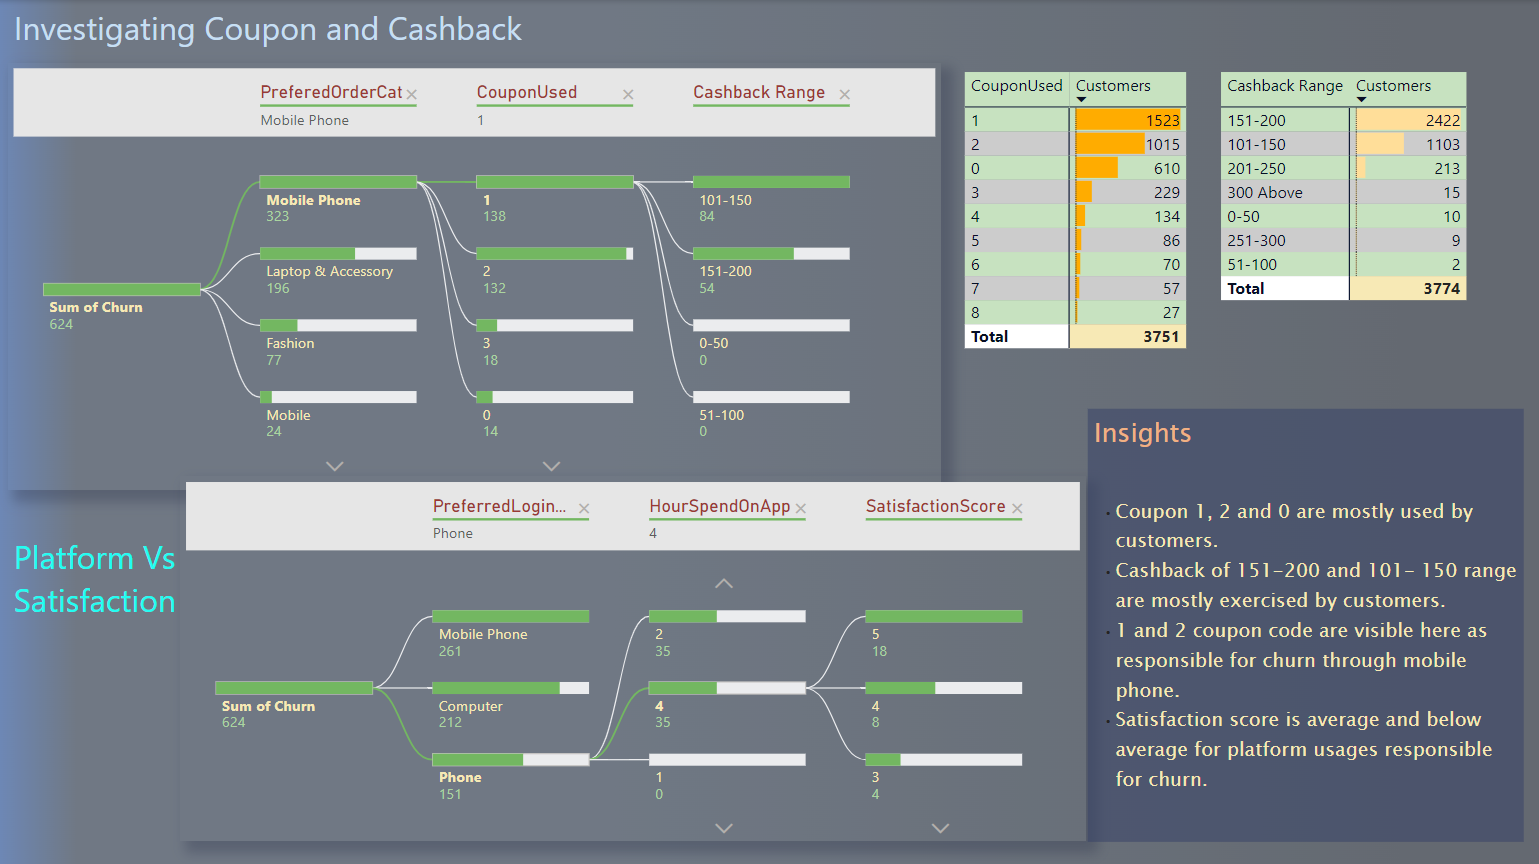 Investigating Coupon and Cashback
PreferedOrderCat × CouponUsed × Cashback Range ×
Mobile Phone 1
Sum of Churn
624
Mobile Phone
323
Laptop & Accessory
196
Fashion
77
Mobile
24
1
138
2
132
3
18
0
14
101-150
84
151-200
54
0-50
0
51-100
0
CouponUsed Customers
1 1523
2 1015
0 610
3 229
4 134
5 86
6 70
7 57
8 27
Total 3751
Cashback Range Customers
151-200 2422
101-150 1103
201-250 213
300 Above 15
0-50 10
251-300 9
51-100 2
Total 3774
Platform Vs
Satisfaction
PreferredLogin... × HourSpendOnApp × SatisfactionScore ×
Phone 4
Sum of Churn
624
Mobile Phone
261
Computer
212
Phone
151
2
35
4
35
1
0
5
18
4
8
3
4
Insights
· Coupon 1, 2 and 0 are mostly used by
customers.
· Cashback of 151-200 and 101- 150 range
are mostly exercised by customers.
· 1 and 2 coupon code are visible here as
responsible for churn through mobile
phone.
· Satisfaction score is average and below
average for platform usages responsible
for churn.